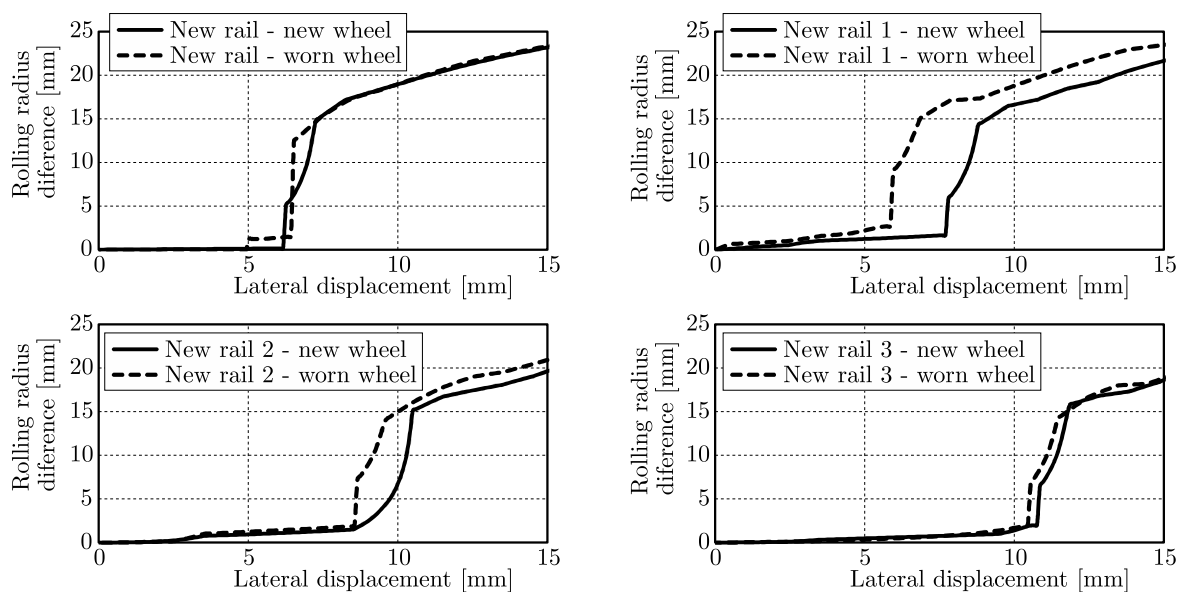 25
20
15
10
5
0
Rolling radius
diference [mm]
New rail - new wheel
New rail - worn wheel
0 5 10 15
Lateral displacement [mm]
25
20
15
10
5
0
Rolling radius
diference [mm]
New rail 1 - new wheel
New rail 1 - worn wheel
0 5 10 15
Lateral displacement [mm]
25
20
15
10
5
0
Rolling radius
diference [mm]
New rail 2 - new wheel
New rail 2 - worn wheel
0 5 10 15
Lateral displacement [mm]
25
20
15
10
5
0
Rolling radius
diference [mm]
New rail 3 - new wheel
New rail 3 - worn wheel
0 5 10 15
Lateral displacement [mm]